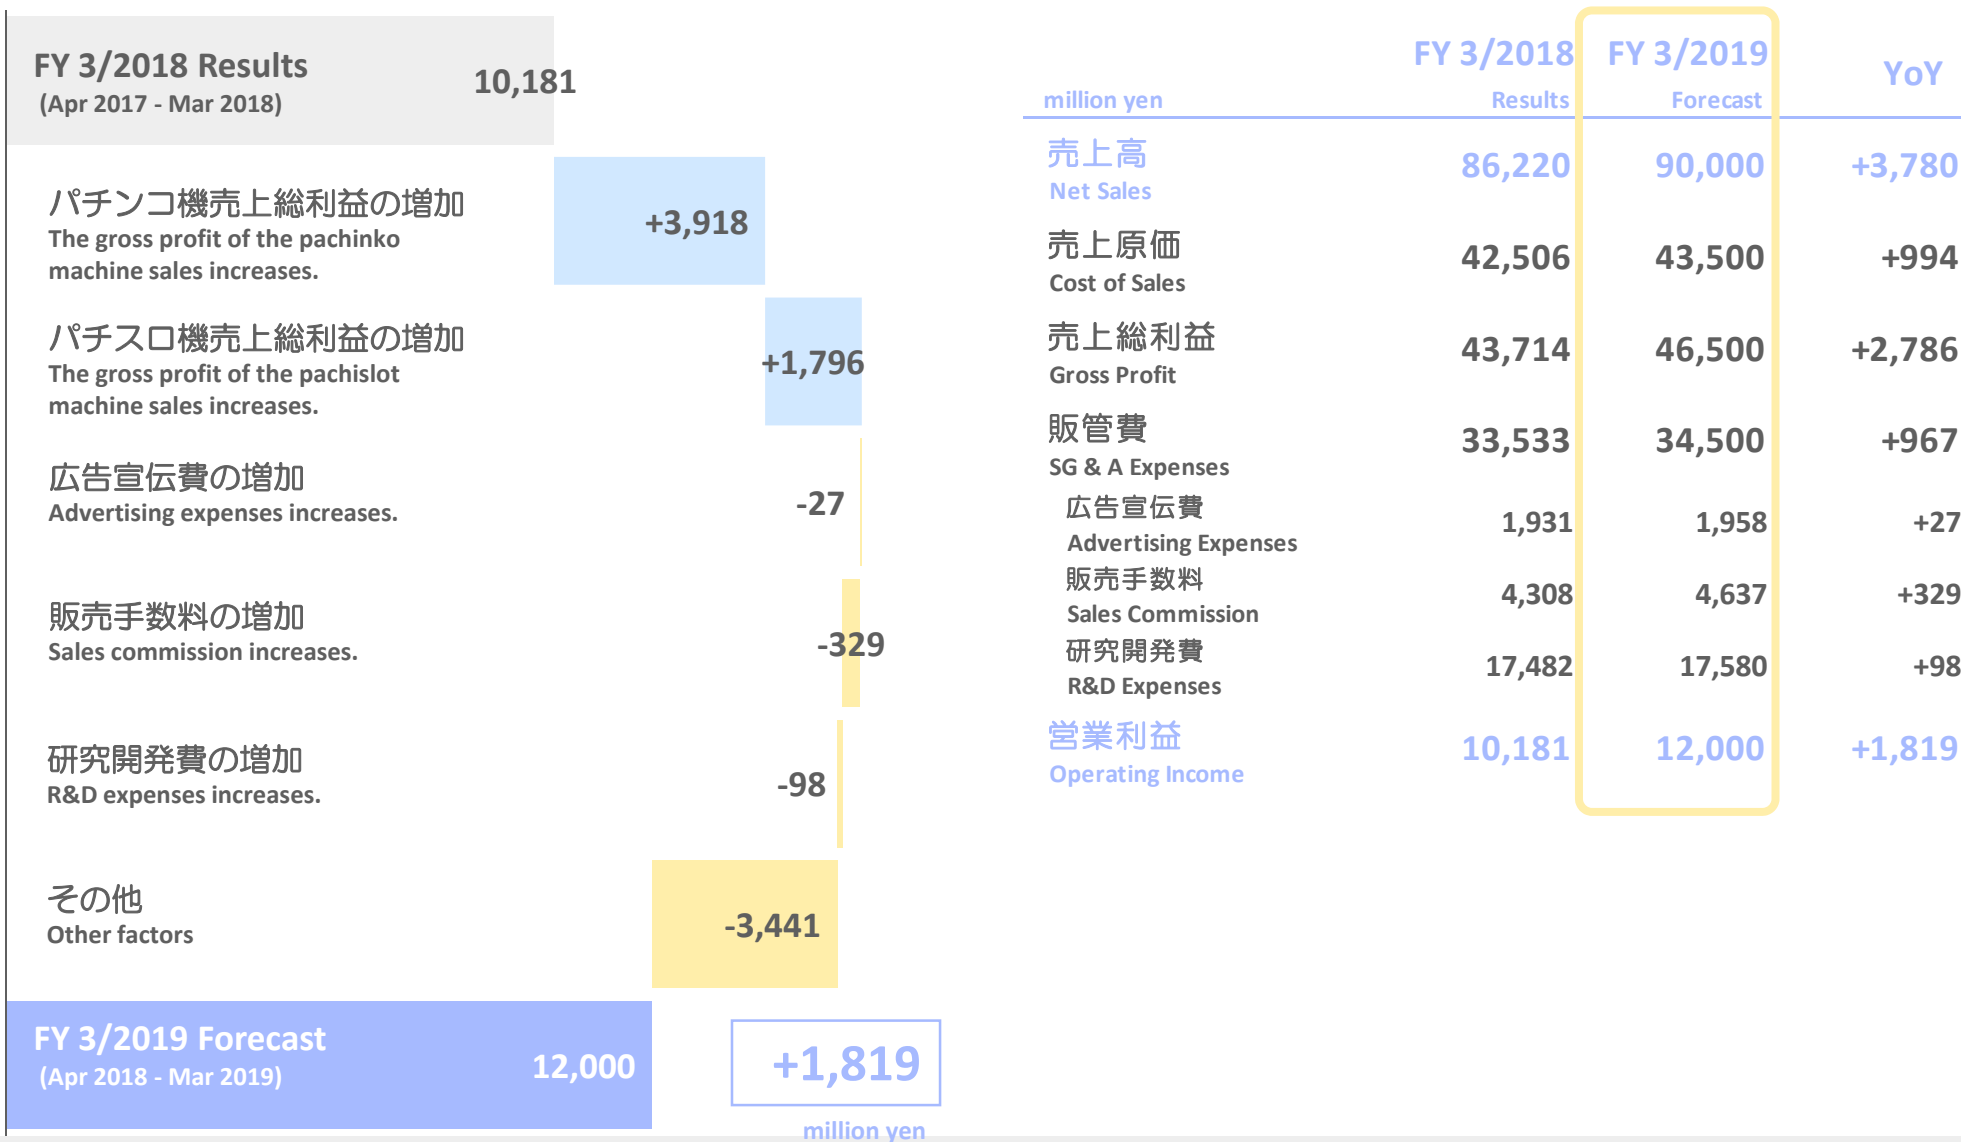 FY 3/2018 Results
(Apr 2017 - Mar 2018)
10,181
パチンコ機売上総利益の増加
The gross profit of the pachinko
machine sales increases.
+3,918
パチスロ機売上総利益の増加
The gross profit of the pachislot
machine sales increases.
+1,796
広告宣伝費の増加
Advertising expenses increases.
-27
販売手数料の増加
Sales commission increases.
-329
研究開発費の増加
R&D expenses increases.
-98
その他
Other factors
-3,441
FY 3/2019 Forecast
(Apr 2018 - Mar 2019)
12,000
+1,819
million yen
FY 3/2018 FY 3/2019 YoY
million yen Results Forecast
売上高
Net Sales
86,220 90,000 +3,780
売上原価
Cost of Sales
42,506 43,500 +994
売上総利益
Gross Profit
43,714 46,500 +2,786
販管費
SG & A Expenses
33,533 34,500 +967
広告宣伝費
Advertising Expenses
1,931 1,958 +27
販売手数料
Sales Commission
4,308 4,637 +329
研究開発費
R&D Expenses
17,482 17,580 +98
営業利益
Operating Income
10,181 12,000 +1,819